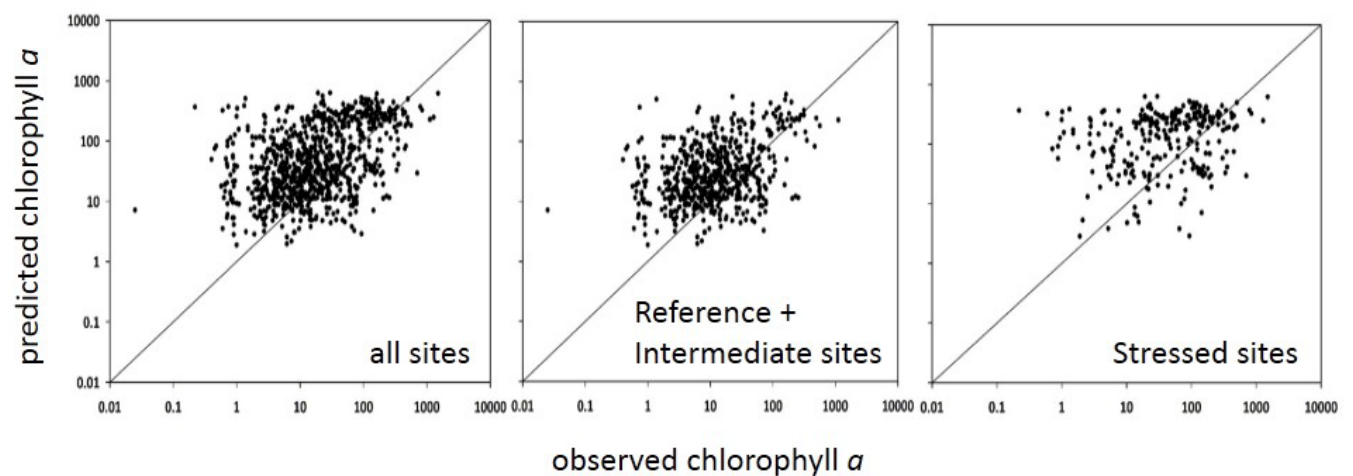 predicted chlorophyll a
10000
1000
100
10
1
0.1
0.01
all sites
Reference +
Intermediate sites
Stressed sites
0.01 0.1 1 10 100 1000 10000
0.01 0.1 1 10 100 1000 10000
0.01 0.1 1 10 100 1000 10000
observed chlorophyll a